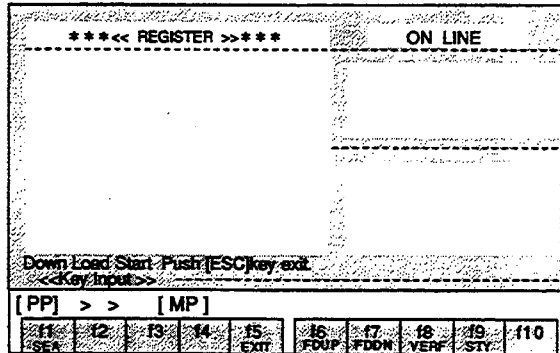 ***<< REGISTER >>*** ON LINE
Down Load Start Push [ESC]key exit.
<<Key Input>>
[PP] > > [MP]
f1 f2 f3 f4 f5 f6 f7 f8 f9 f10
SEA EXIT FDUP FDDN VERF STY